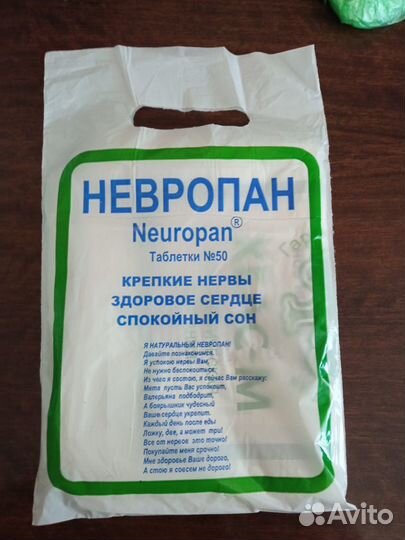 НЕВРОПАН
Neuropan®
Таблетки №50
КРЕПКИЕ НЕРВЫ
ЗДОРОВОЕ СЕРДЦЕ
СПОКОЙНЫЙ СОН
Я НАТУРАЛЬНЫЙ НЕВРОПАН!
Давайте познакомимся,
Я успокою нервы Вам,
Не нужно беспокоиться,
Из чего я состою, я сейчас Вам расскажу:
Мята пусть Вас успокоит,
Валерьяна подбодрит,
А боярышник чудесный
Ваше сердце укрепит.
Каждый день после еды
Ложку, две, а может три!
Все от нервов это точно!
Покупайте меня срочно!
Мне здоровье Ваше дорого,
А стою я совсем не дорого!
Avito